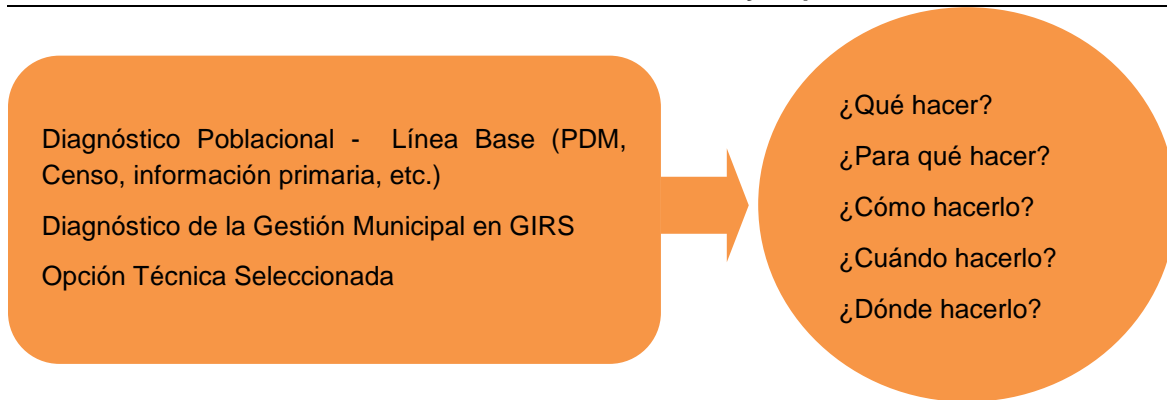 Diagnóstico Poblacional - Línea Base (PDM,
Censo, información primaria, etc.)
Diagnóstico de la Gestión Municipal en GIRS
Opción Técnica Seleccionada
¿Qué hacer?
¿Para qué hacer?
¿Cómo hacerlo?
¿Cuándo hacerlo?
¿Dónde hacerlo?